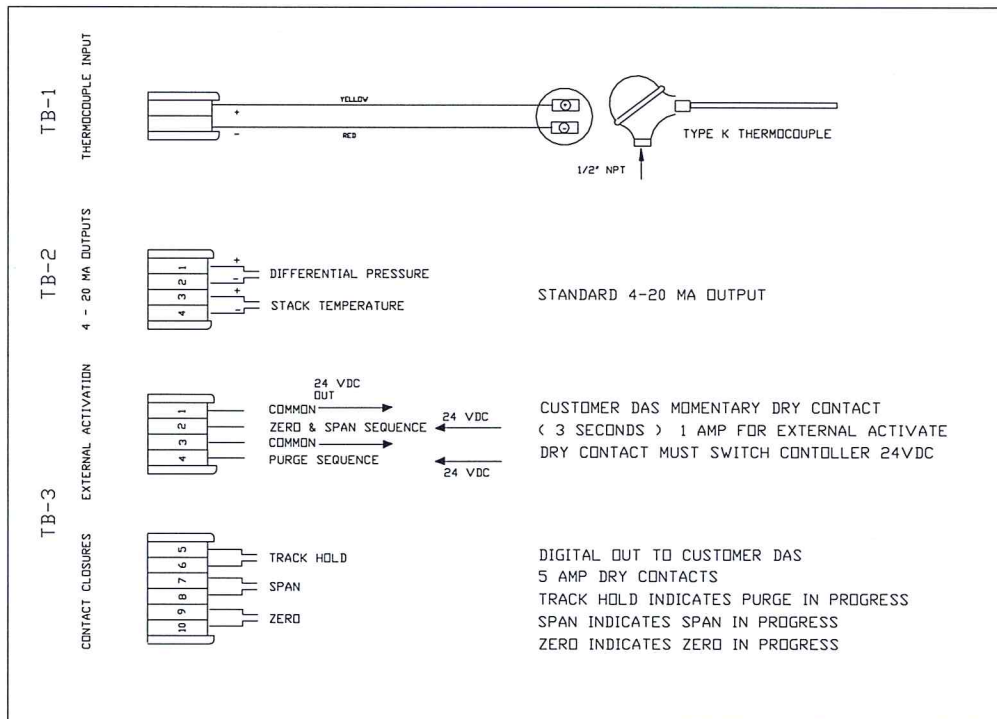 TB-1
THERMOCOUPLE INPUT
YELLOW
+
-
RED
+
-
TYPE K THERMOCOUPLE
1/2" NPT
TB-2
4 - 20 MA OUTPUTS
1
2
3
4
+
-
+
-
DIFFERENTIAL PRESSURE
STACK TEMPERATURE
STANDARD 4-20 MA OUTPUT
TB-3
EXTERNAL ACTIVATION
1
2
3
4
24 VDC
OUT
COMMON
ZERO & SPAN SEQUENCE
24 VDC
COMMON
PURGE SEQUENCE
24 VDC
CUSTOMER DAS MOMENTARY DRY CONTACT
( 3 SECONDS ) 1 AMP FOR EXTERNAL ACTIVATE
DRY CONTACT MUST SWITCH CONTOLLER 24VDC
CONTACT CLOSURES
5
6
7
8
9
10
TRACK HOLD
SPAN
ZERO
DIGITAL OUT TO CUSTOMER DAS
5 AMP DRY CONTACTS
TRACK HOLD INDICATES PURGE IN PROGRESS
SPAN INDICATES SPAN IN PROGRESS
ZERO INDICATES ZERO IN PROGRESS